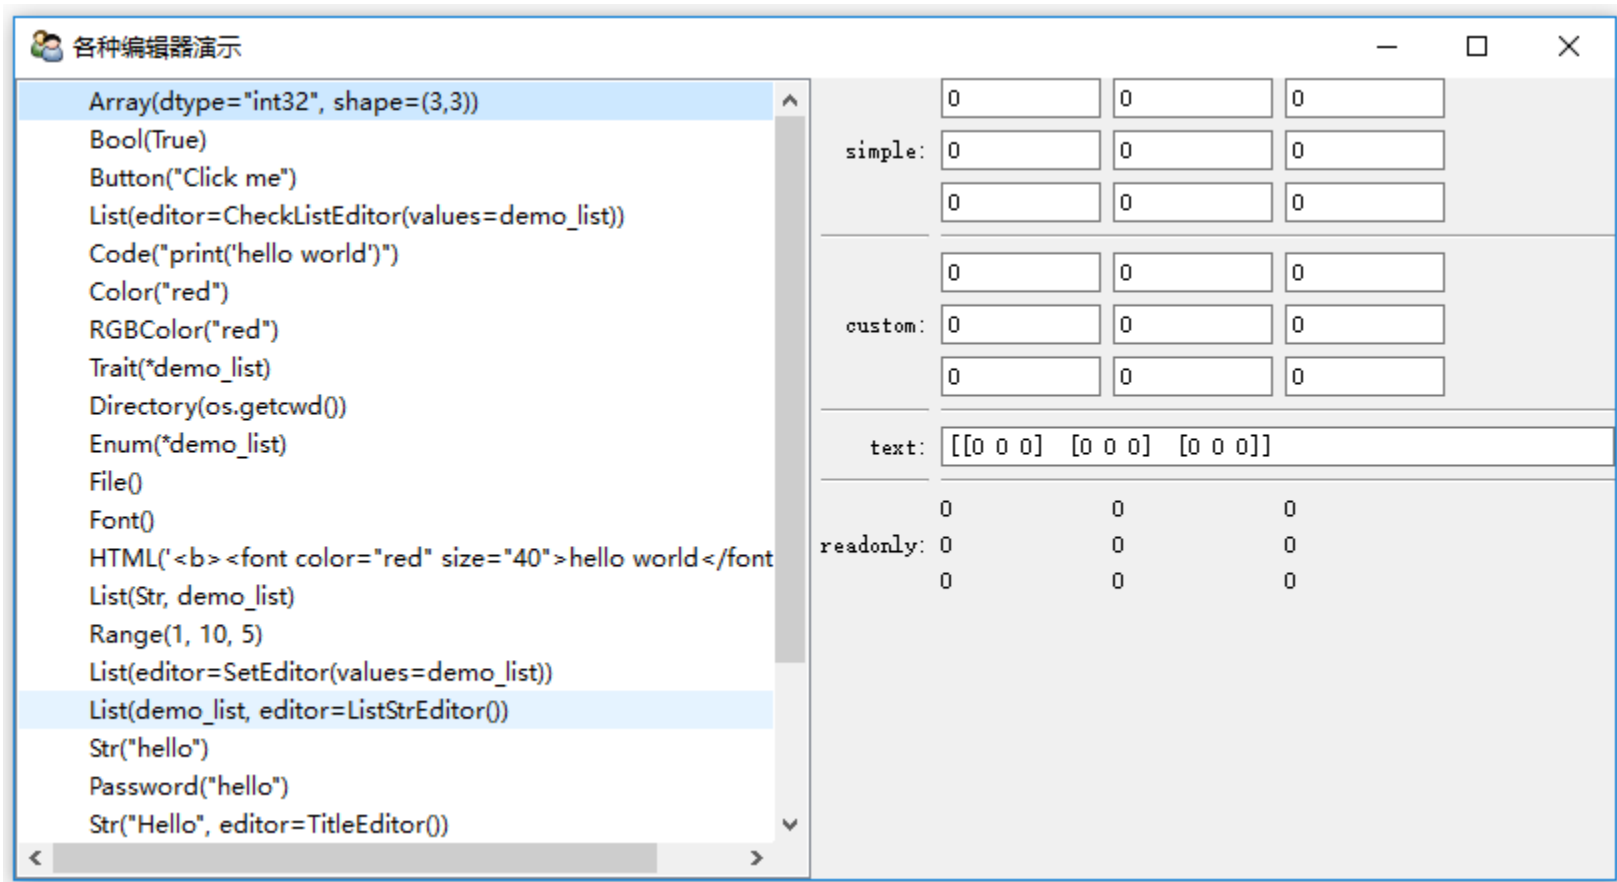 各种编辑器演示
Array(dtype="int32", shape=(3,3))
Bool(True)
Button("Click me")
List(editor=CheckListEditor(values=demo_list))
Code("print('hello world')")
Color("red")
RGBColor("red")
Trait(*demo_list)
Directory(os.getcwd())
Enum(*demo_list)
File()
Font()
HTML('<b><font color="red" size="40">hello world</font
List(Str, demo_list)
Range(1, 10, 5)
List(editor=SetEditor(values=demo_list))
List(demo_list, editor=ListStrEditor())
Str("hello")
Password("hello")
Str("Hello", editor=TitleEditor())
0 0 0
simple: 0 0 0
0 0 0
0 0 0
custom: 0 0 0
0 0 0
text: [[0 0 0] [0 0 0] [0 0 0]]
0 0 0
readonly: 0 0 0
0 0 0